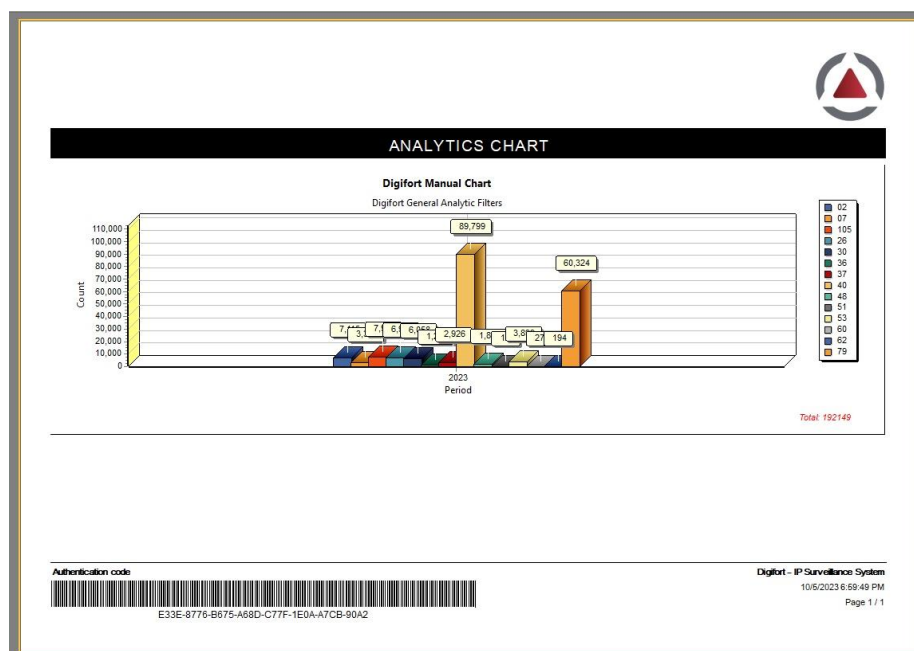 ANALYTICS CHART
Digifort Manual Chart
Digifort General Analytic Filters
110,000
100,000
90,000
80,000
70,000
60,000
50,000
40,000
30,000
20,000
10,000
0
Count
89,799
60,324
2,926
194
2023
Period
02
07
105
26
30
36
37
40
48
51
53
60
62
79
Total: 192149
Authentication code
E33E-8776-B675-A68D-C77F-1E0A-A7CB-90A2
Digifort - IP Surveillance System
10/5/2023 6:59:49 PM
Page 1 / 1